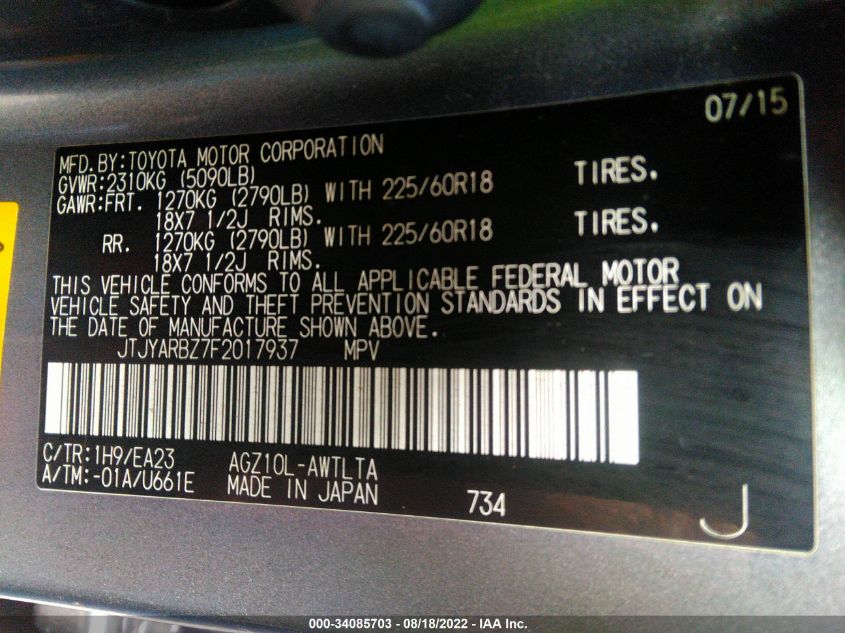 07/15
MFD.BY:TOYOTA MOTOR CORPORATION
GVWR:2310KG (5090LB)
GAWR:FRT. 1270KG (2790LB) WITH 225/60R18 TIRES.
18X7 1/2J RIMS.
RR. 1270KG (2790LB) WITH 225/60R18 TIRES.
18X7 1/2J RIMS.
THIS VEHICLE CONFORMS TO ALL APPLICABLE FEDERAL MOTOR
VEHICLE SAFETY AND THEFT PREVENTION STANDARDS IN EFFECT ON
THE DATE OF MANUFACTURE SHOWN ABOVE.
JTJYARBZ7F2017937 MPV
C/TR:1H9/EA23 AGZ10L-AWTLTA
A/TM:-01A/U661E MADE IN JAPAN 734 J
000-34085703 - 08/18/2022 - IAA Inc.